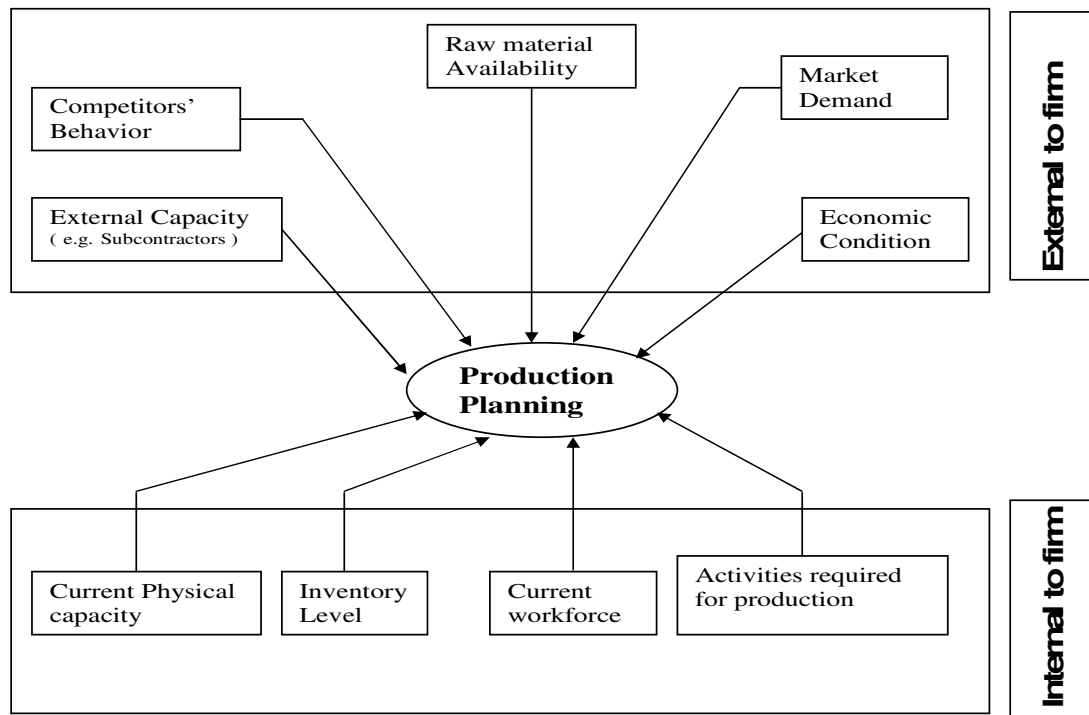 Raw material
Availability
Market
Demand
Competitors'
Behavior
External Capacity
( e.g. Subcontractors )
Economic
Condition
External to firm
Production
Planning
Current Physical
capacity
Inventory
Level
Current
workforce
Activities required
for production
Internal to firm